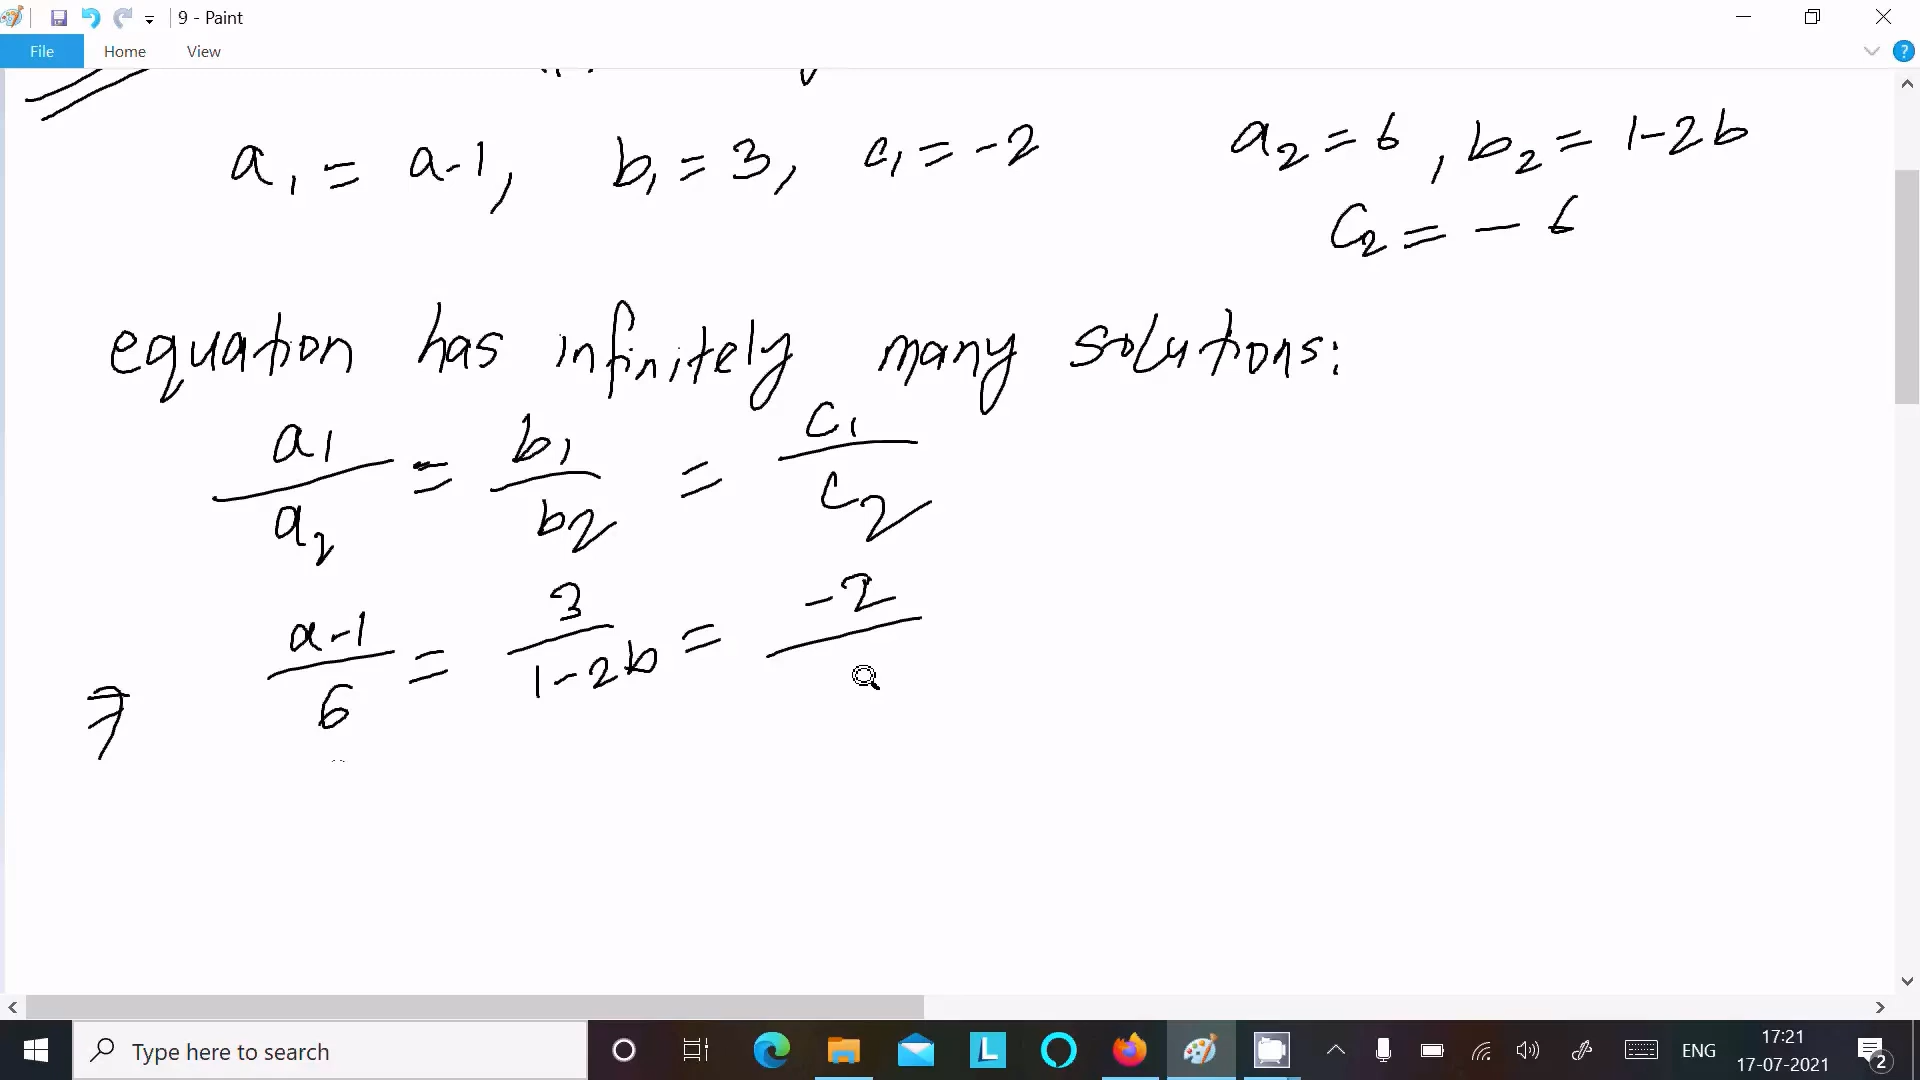 9 - Paint
File Home View
a₁ = a-1, b₁ = 3, c₁ = -2
a₂ = 6, b₂ = 1-2b
C₂ = - 6
equation has infinitely many solutions:
a₁/a₂ = b₁/b₂ = C₁/C₂
⇒ a-1/6 = 3/1-2b = -2/
Type here to search
ENG
17:21
17-07-2021
2